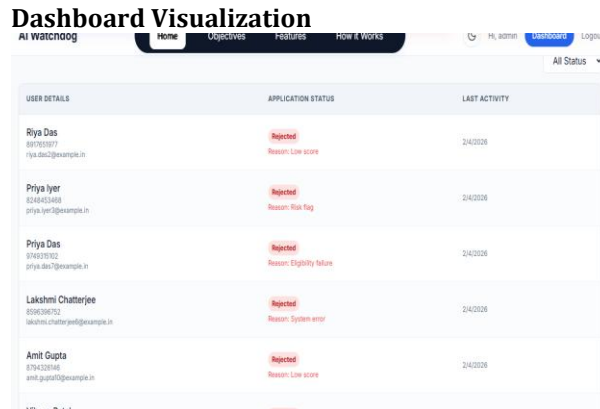 Dashboard Visualization
AI Watchdog
Home Objectives Features How it Works
Hi, admin Dashboard Logou
All Status
USER DETAILS APPLICATION STATUS LAST ACTIVITY
Riya Das
8917651977
riya.das2@example.in
Rejected
Reason: Low score
2/4/2026
Priya Iyer
8248453468
priya.iyer3@example.in
Rejected
Reason: Risk flag
2/4/2026
Priya Das
9749315102
priya.das7@example.in
Rejected
Reason: Eligibility failure
2/4/2026
Lakshmi Chatterjee
8596396752
lakshmi.chatterjee8@example.in
Rejected
Reason: System error
2/4/2026
Amit Gupta
8794326146
amit.gupta10@example.in
Rejected
Reason: Low score
2/4/2026